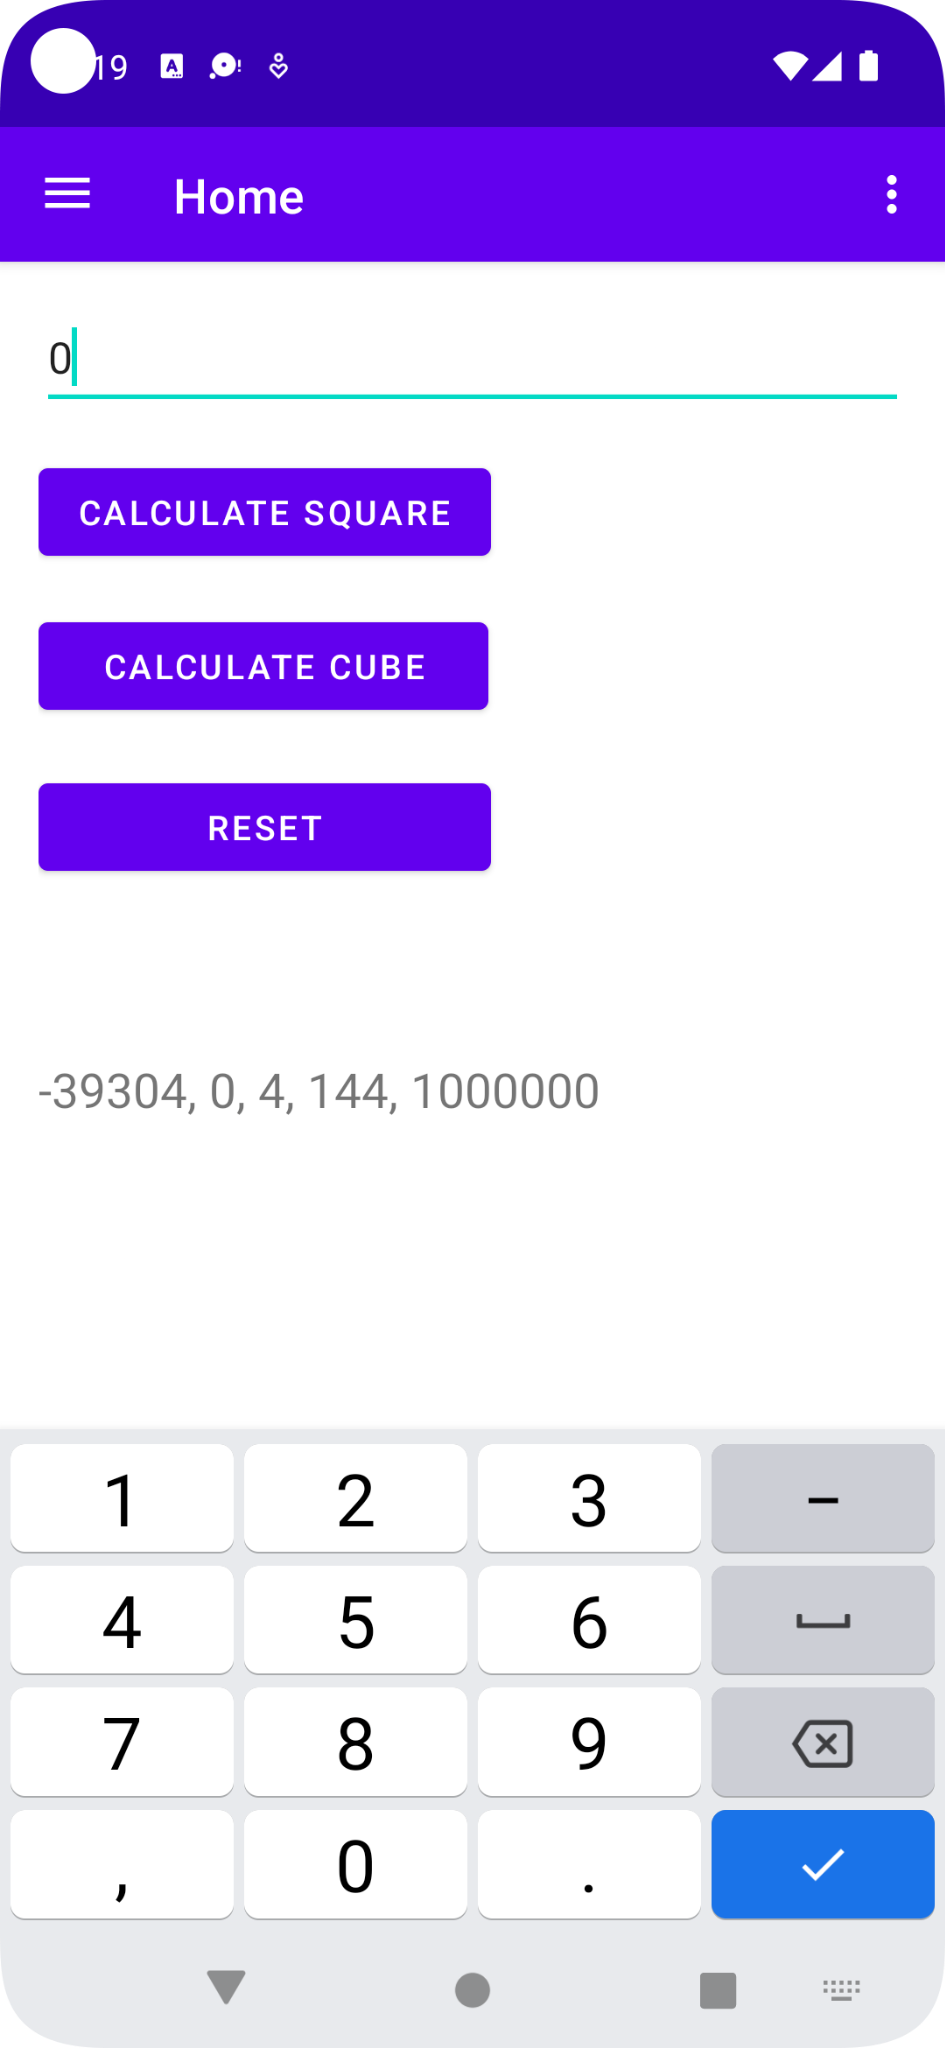 19
Home
0
CALCULATE SQUARE
CALCULATE CUBE
RESET
-39304, 0, 4, 144, 1000000
1 2 3 –
4 5 6
7 8 9
, 0 .